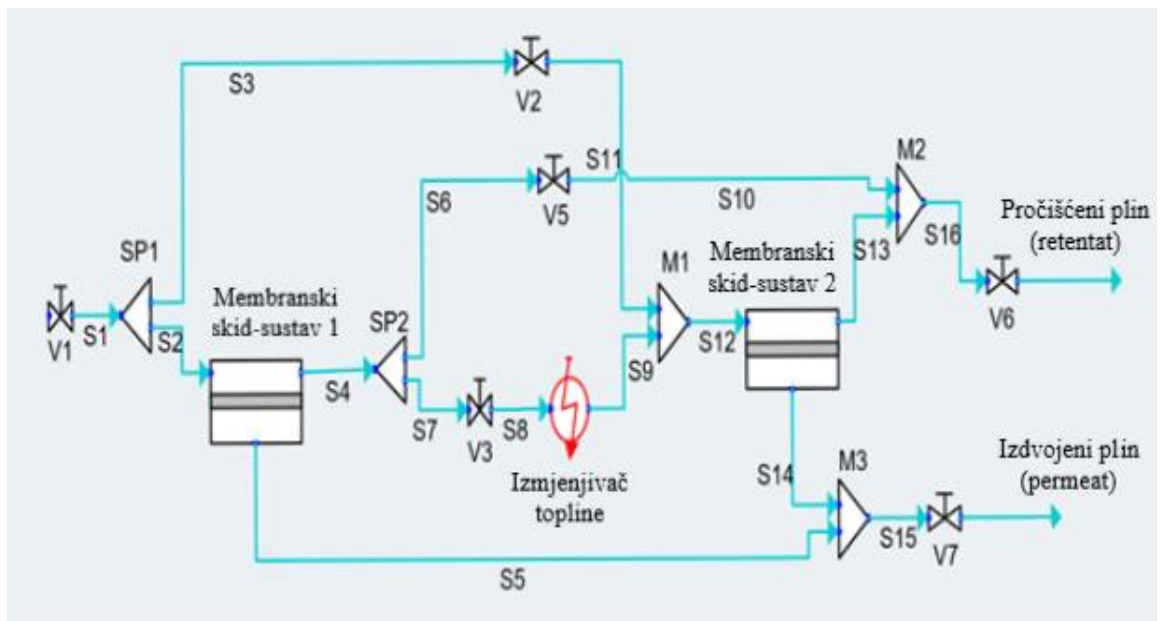 S3
V2
S11
M2
S6
V5
S10
SP1
S13
S16
Pročišćeni plin
(retentat)
Membranski
skid-sustav 2
M1
V6
V1
S1
S2
Membranski
skid-sustav 1
SP2
S12
S4
S9
S7
V3
S8
Izmjenjivač
topline
S14
M3
Izdvojeni plin
(permeat)
S15
V7
S5